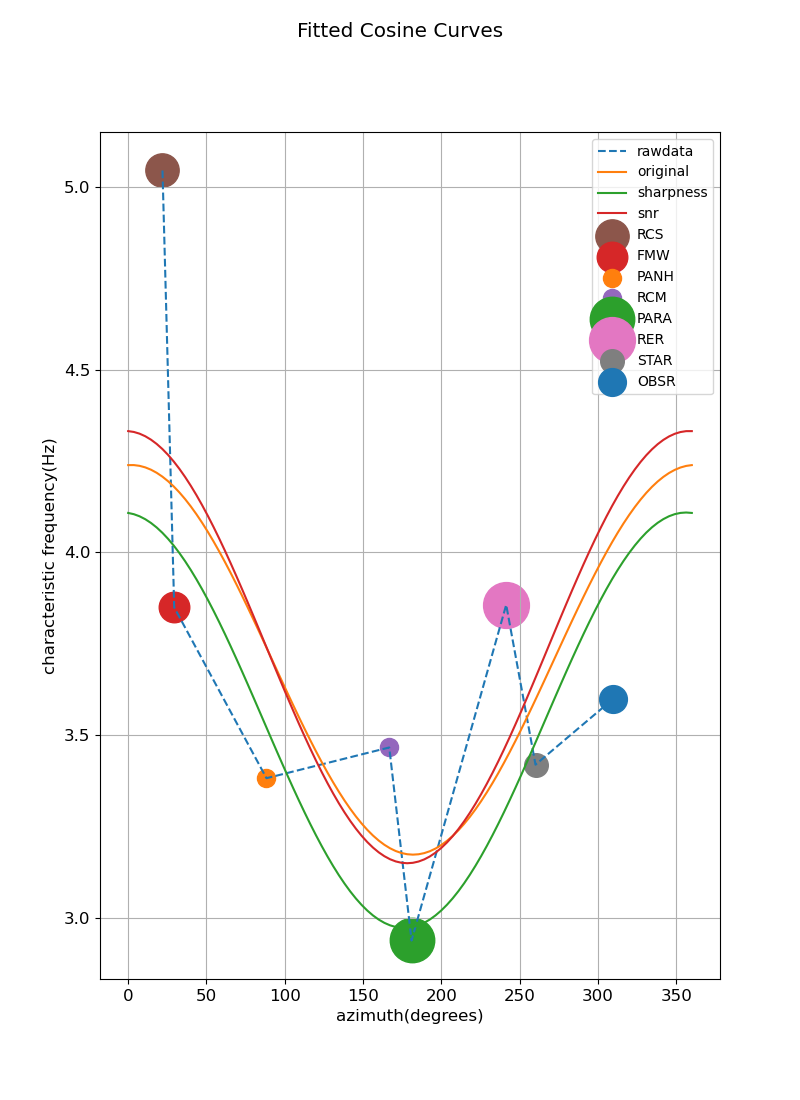 Fitted Cosine Curves
rawdata
original
sharpness
snr
RCS
FMW
PANH
RCM
PARA
RER
STAR
OBSR
characteristic frequency(Hz)
5.0
4.5
4.0
3.5
3.0
0 50 100 150 200 250 300 350
azimuth(degrees)